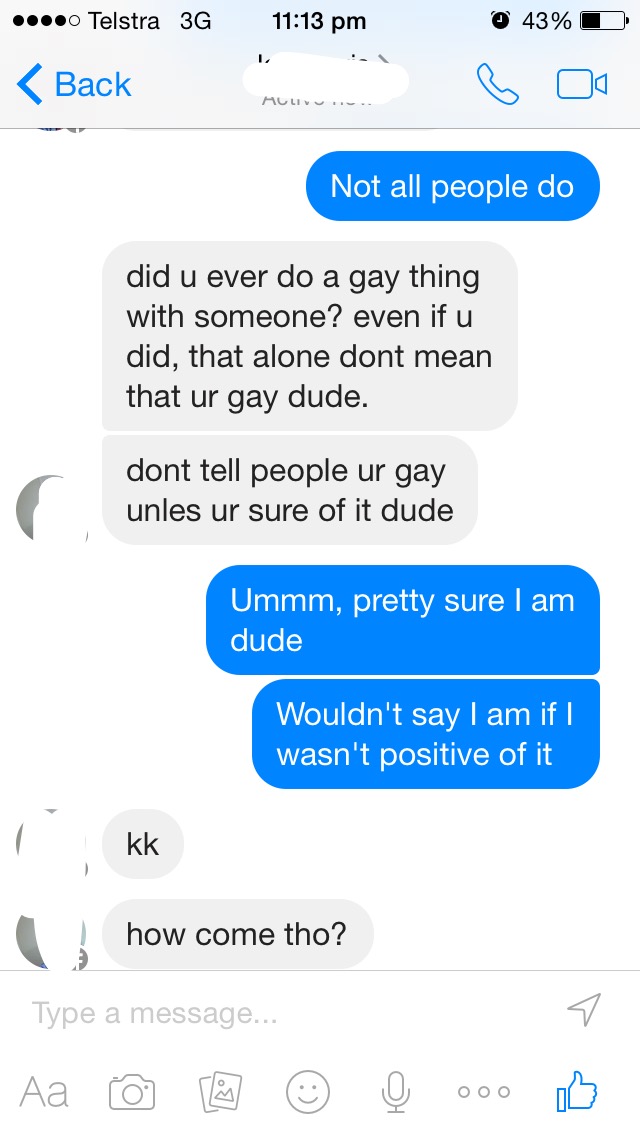 Telstra 3G 11:13 pm 43%
Back
Not all people do
did u ever do a gay thing
with someone? even if u
did, that alone dont mean
that ur gay dude.
dont tell people ur gay
unles ur sure of it dude
Ummm, pretty sure I am
dude
Wouldn't say I am if I
wasn't positive of it
kk
how come tho?
Type a message...
Aa